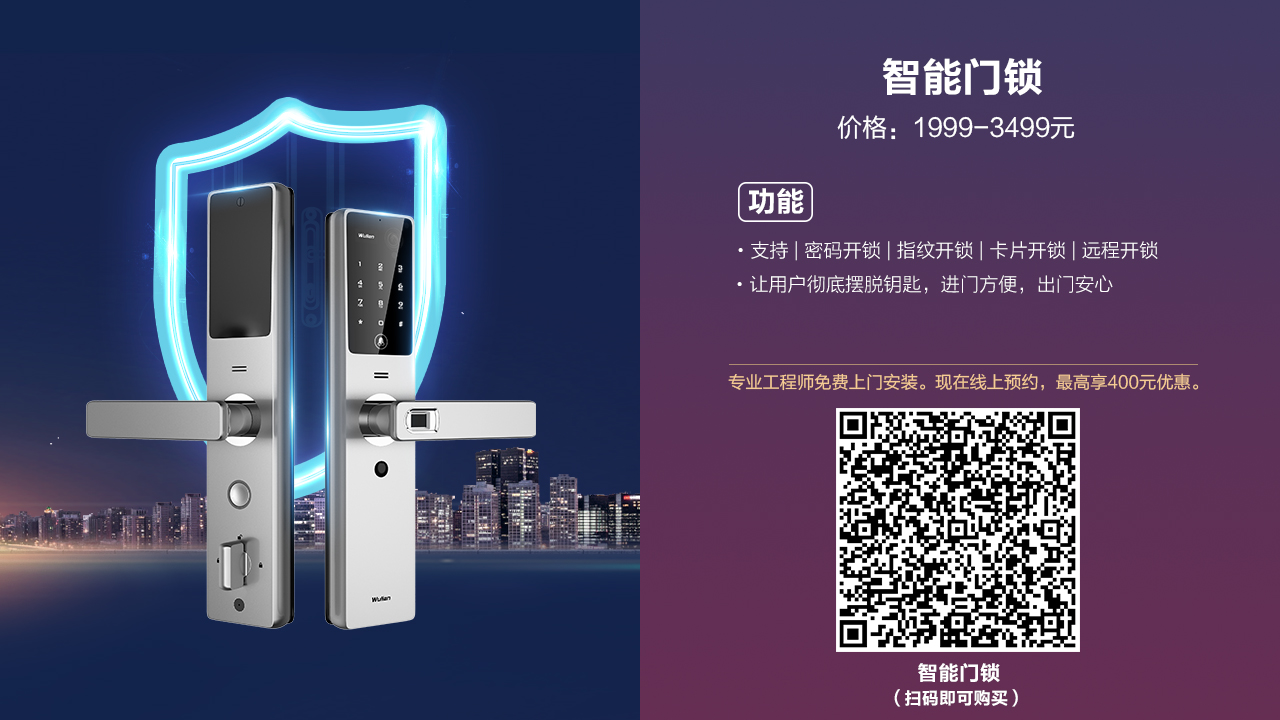 智能门锁
价格：1999-3499元
功能
·支持|密码开锁|指纹开锁|卡片开锁|远程开锁
·让用户彻底摆脱钥匙，进门方便，出门安心
专业工程师免费上门安装。现在线上预约，最高享400元优惠。
智能门锁
（扫码即可购买）
Wulian
Wulian